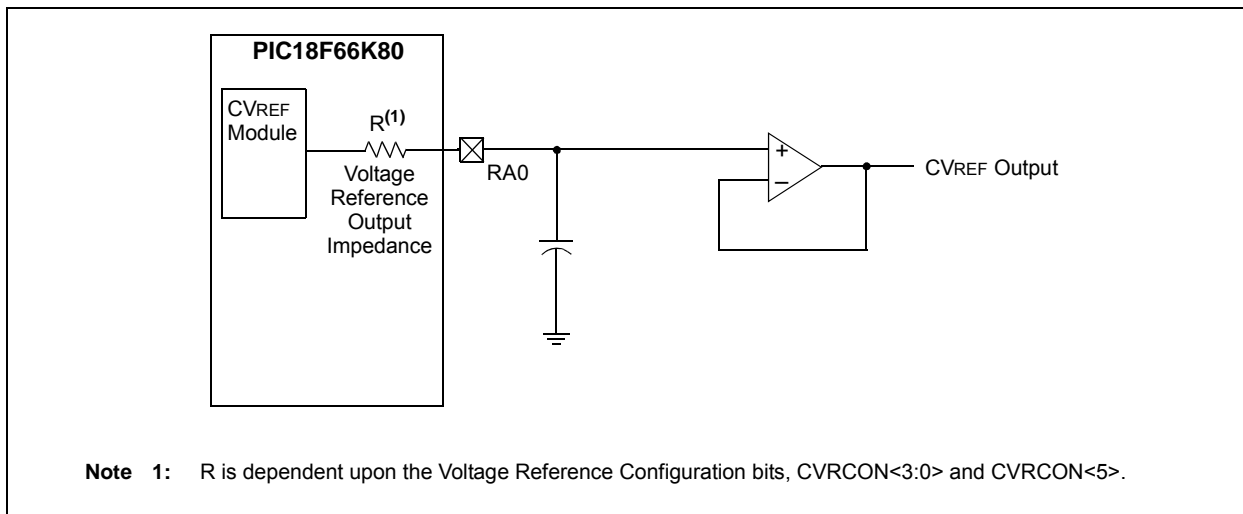 PIC18F66K80
CVREF
Module
R(1)
Voltage
Reference
Output
Impedance
RA0
+
–
CVREF Output
Note 1: R is dependent upon the Voltage Reference Configuration bits, CVRCON<3:0> and CVRCON<5>.